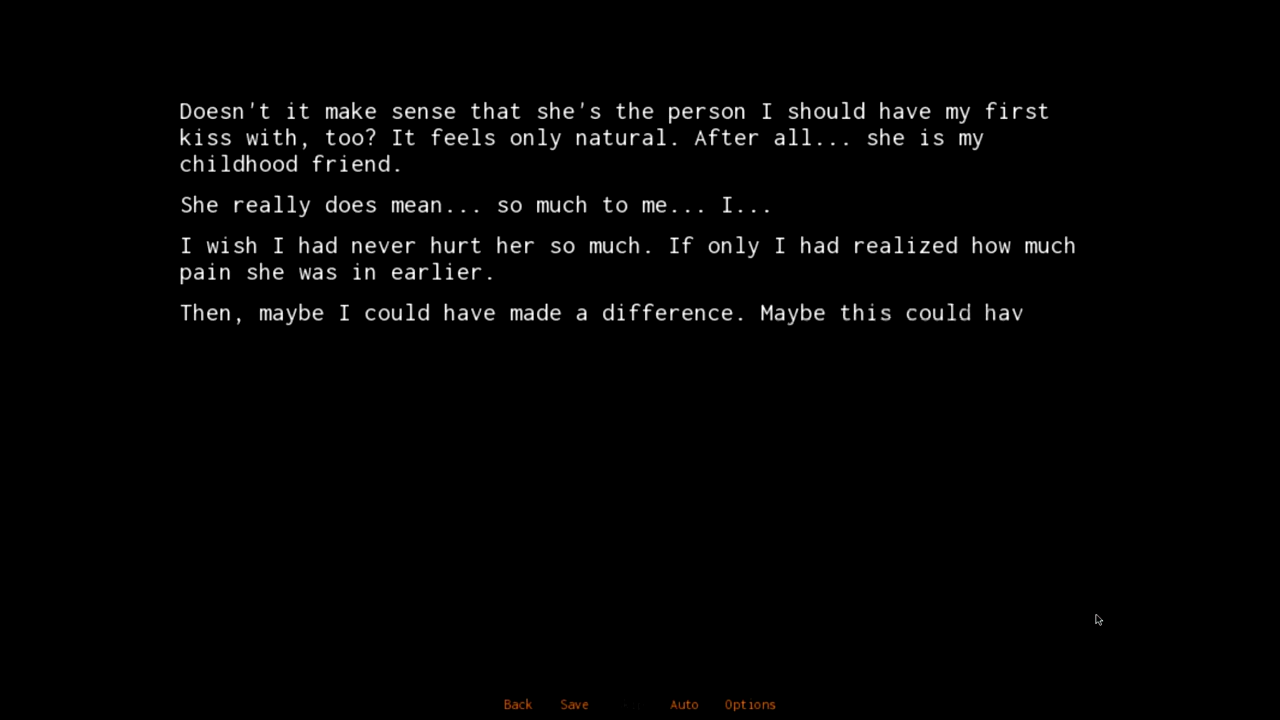 Doesn't it make sense that she's the person I should have my first
kiss with, too? It feels only natural. After all... she is my
childhood friend.
She really does mean... so much to me... I...
I wish I had never hurt her so much. If only I had realized how much
pain she was in earlier.
Then, maybe I could have made a difference. Maybe this could hav
Back Save Auto Options